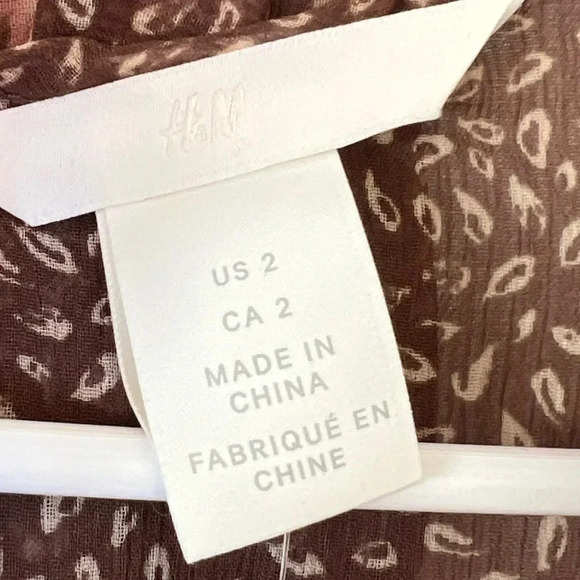 H&M
US 2
CA 2
MADE IN
CHINA
FABRIQUÉ EN
CHINE